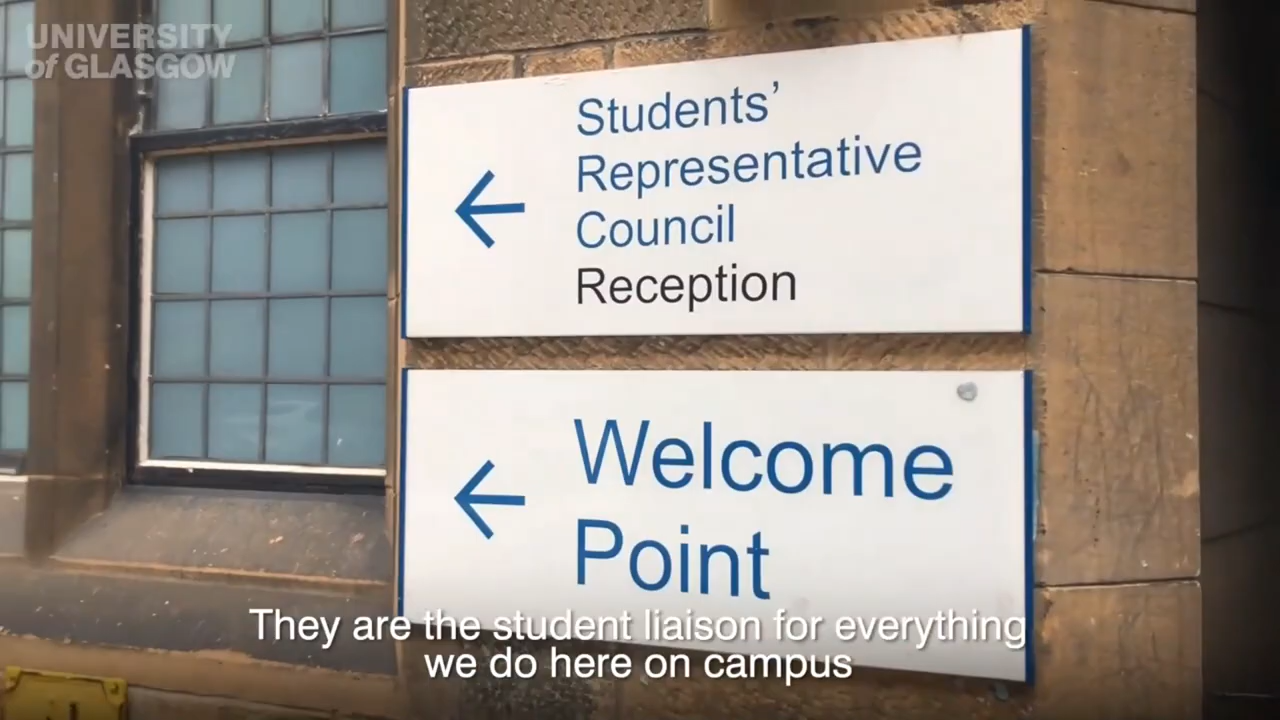 UNIVERSITY
of GLASGOW
Students’
Representative
Council
Reception
Welcome
Point
They are the student liaison for everything
we do here on campus